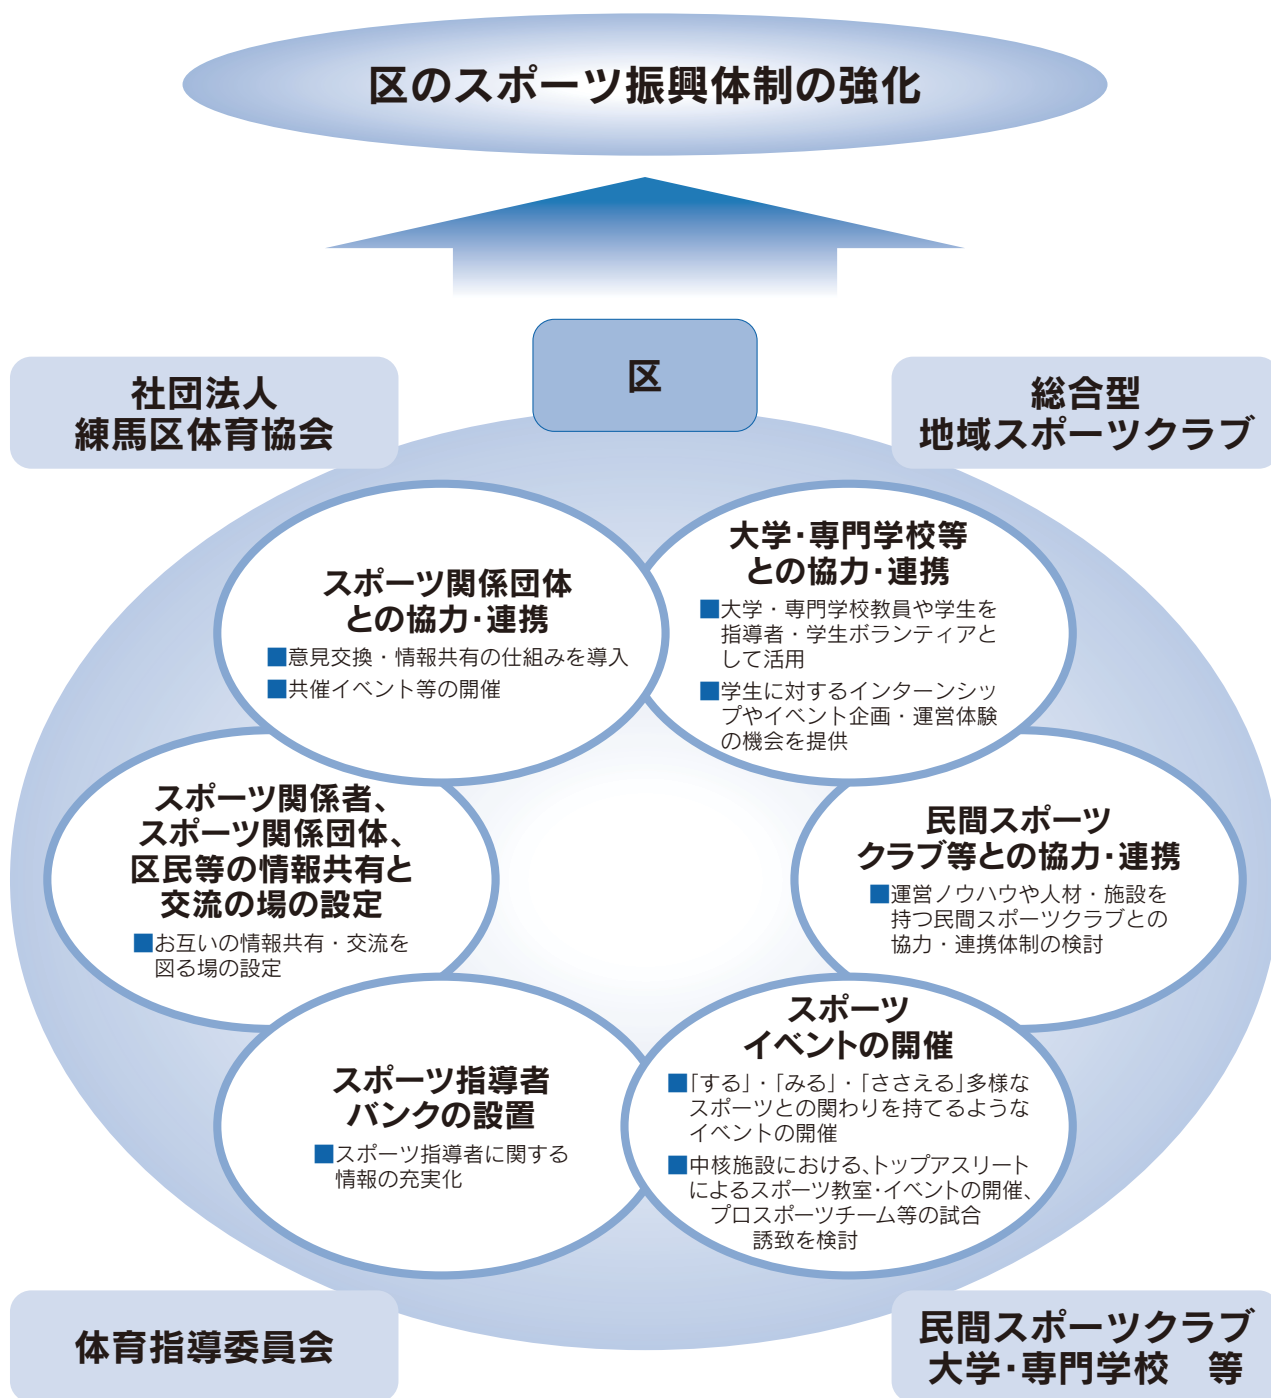 区のスポーツ振興体制の強化
区
社団法人
練馬区体育協会
総合型
地域スポーツクラブ
スポーツ関係団体
との協力・連携
■意見交換・情報共有の仕組みを導入
■共催イベント等の開催
大学・専門学校等
との協力・連携
■大学・専門学校教員や学生を
指導者・学生ボランティアと
して活用
■学生に対するインターンシッ
プやイベント企画・運営体験
の機会を提供
スポーツ関係者、
スポーツ関係団体、
区民等の情報共有と
交流の場の設定
■お互いの情報共有・交流を
図る場の設定
民間スポーツ
クラブ等との協力・連携
■運営ノウハウや人材・施設を
持つ民間スポーツクラブとの
協力・連携体制の検討
スポーツ指導者
バンクの設置
■スポーツ指導者に関する
情報の充実化
スポーツ
イベントの開催
■「する」・「みる」・「ささえる」多様な
スポーツとの関わりを持てるような
イベントの開催
■中核施設における、トップアスリート
によるスポーツ教室・イベントの開催、
プロスポーツチーム等の試合
誘致を検討
体育指導委員会
民間スポーツクラブ
大学・専門学校　等